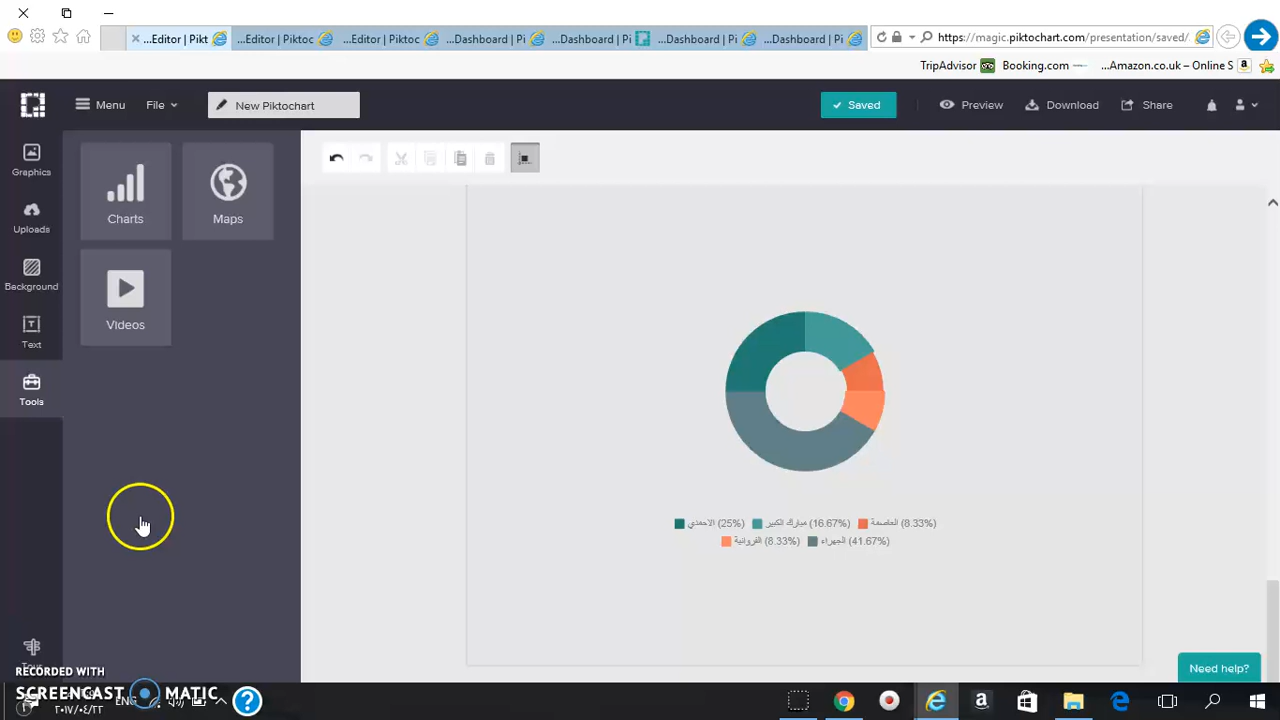 ...Editor | Pikt
...Editor | Piktoc
...Editor | Piktoc
...Dashboard | Pi
...Dashboard | Pi
...Dashboard | Pi
...Dashboard | Pi
https://magic.piktochart.com/presentation/saved/
TripAdvisor
Booking.com
...Amazon.co.uk – Online S
Menu
File
New Piktochart
Saved
Preview
Download
Share
Graphics
Uploads
Background
Text
Tools
Charts
Maps
Videos
الاحمدي (25%)
مبارك الكبير (16.67%)
العاصمة (8.33%)
الفروانية (8.33%)
الجهراء (41.67%)
Need help?
RECORDED WITH
SCREENCAST MATIC
ENG